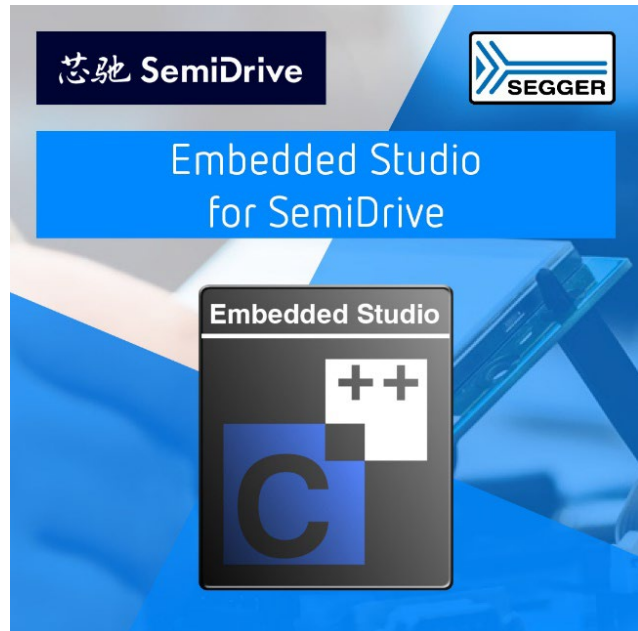 芯驰 SemiDrive
SEGGER
Embedded Studio
for SemiDrive
Embedded Studio
++
C